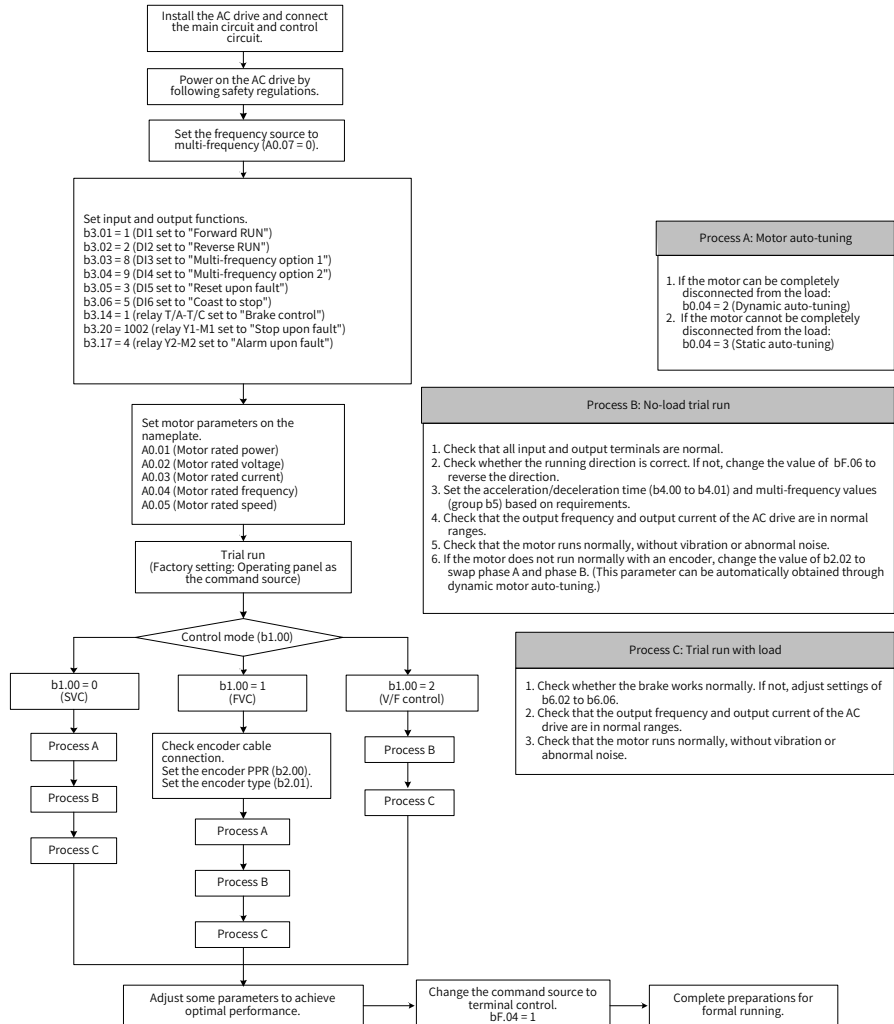 Install the AC drive and connect
the main circuit and control
circuit.
Power on the AC drive by
following safety regulations.
Set the frequency source to
multi-frequency (A0.07 = 0).
Set input and output functions.
b3.01 = 1 (DI1 set to "Forward RUN")
b3.02 = 2 (DI2 set to "Reverse RUN")
b3.03 = 8 (DI3 set to "Multi-frequency option 1")
b3.04 = 9 (DI4 set to "Multi-frequency option 2")
b3.05 = 3 (DI5 set to "Reset upon fault")
b3.06 = 5 (DI6 set to "Coast to stop")
b3.14 = 1 (relay T/A-T/C set to "Brake control")
b3.20 = 1002 (relay Y1-M1 set to "Stop upon fault")
b3.17 = 4 (relay Y2-M2 set to "Alarm upon fault")
Set motor parameters on the
nameplate.
A0.01 (Motor rated power)
A0.02 (Motor rated voltage)
A0.03 (Motor rated current)
A0.04 (Motor rated frequency)
A0.05 (Motor rated speed)
Trial run
(Factory setting: Operating panel as
the command source)
Control mode (b1.00)
b1.00 = 0
(SVC)
Process A
Process B
Process C
b1.00 = 1
(FVC)
Check encoder cable
connection.
Set the encoder PPR (b2.00).
Set the encoder type (b2.01).
Process A
Process B
Process C
b1.00 = 2
(V/F control)
Process B
Process C
Adjust some parameters to achieve
optimal performance.
Change the command source to
terminal control.
bF.04 = 1
Complete preparations for
formal running.
Process A: Motor auto-tuning
1. If the motor can be completely
disconnected from the load:
b0.04 = 2 (Dynamic auto-tuning)
2. If the motor cannot be completely
disconnected from the load:
b0.04 = 3 (Static auto-tuning)
Process B: No-load trial run
1. Check that all input and output terminals are normal.
2. Check whether the running direction is correct. If not, change the value of bF.06 to
reverse the direction.
3. Set the acceleration/deceleration time (b4.00 to b4.01) and multi-frequency values
(group b5) based on requirements.
4. Check that the output frequency and output current of the AC drive are in normal
ranges.
5. Check that the motor runs normally, without vibration or abnormal noise.
6. If the motor does not run normally with an encoder, change the value of b2.02 to
swap phase A and phase B. (This parameter can be automatically obtained through
dynamic motor auto-tuning.)
Process C: Trial run with load
1. Check whether the brake works normally. If not, adjust settings of
b6.02 to b6.06.
2. Check that the output frequency and output current of the AC
drive are in normal ranges.
3. Check that the motor runs normally, without vibration or
abnormal noise.